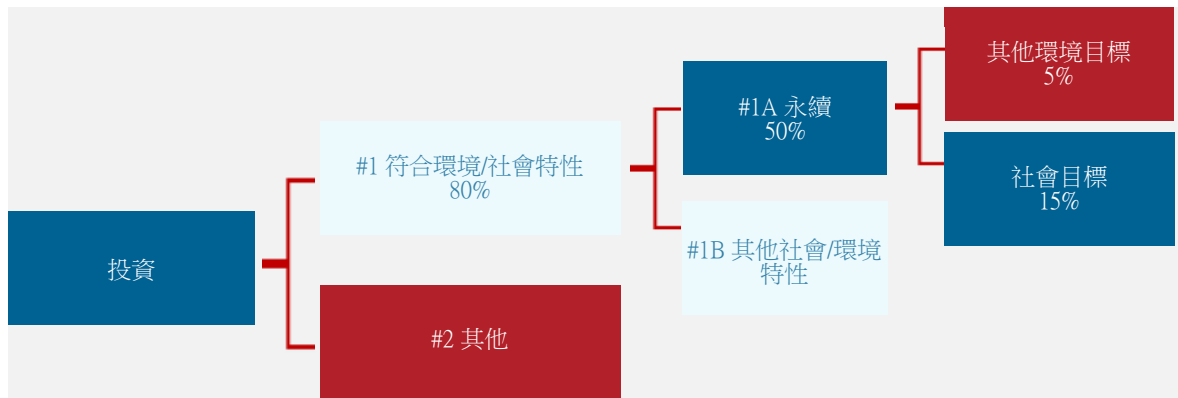 投資
#1 符合環境/社會特性
80%
#2 其他
#1A 永續
50%
#1B 其他社會/環境
特性
其他環境目標
5%
社會目標
15%